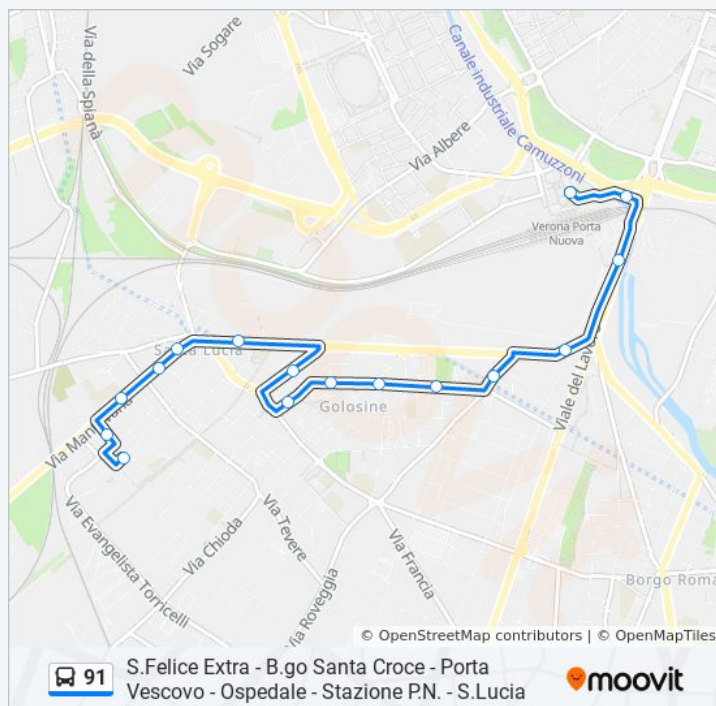 Via della Spianà
Via Sogare
Canale industriale Camuzzoni
Via Albere
Verona Porta
Nuova
Santa Lucia
Golosine
Viale del Lavoro
Via Mantovana
Via Evangelista Torricelli
Via Chioda
Via Tevere
Via Roveggia
Via Francia
Borgo Roma
© OpenStreetMap contributors | © OpenMapTiles
91
S.Felice Extra - B.go Santa Croce - Porta
Vescovo - Ospedale - Stazione P.N. - S.Lucia
moovit